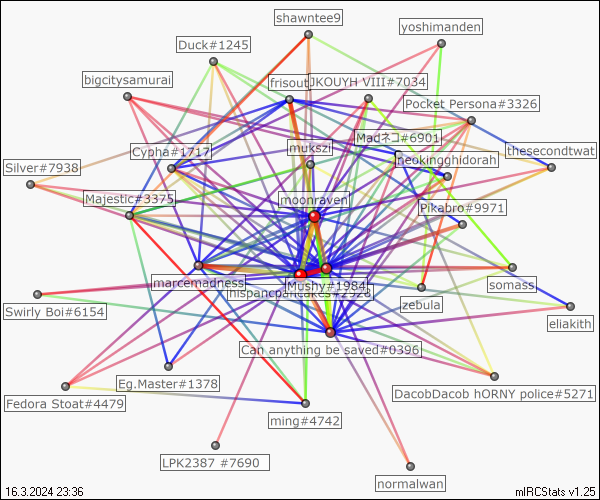 shawntee9
yoshimanden
Duck#1245
bigcitysamurai
frisout
JKOUYH VIII#7034
Pocket Persona#3326
Madネコ#6901
mukszi
Cypha#1717
neokingghidorah
thesecondtwat
Silver#7938
Majestic#3375
moonraven
Pikabro#9971
marcemadness
Mushy#1984
hispancpancakes#2523
zebula
somass
Swirly Boi#6154
eliakith
Can anything be saved#0396
Eg.Master#1378
DacobDacob hORNY police#5271
Fedora Stoat#4479
ming#4742
LPK2387 #7690
normalwan
16.3.2024 23:36
mIRCStats v1.25